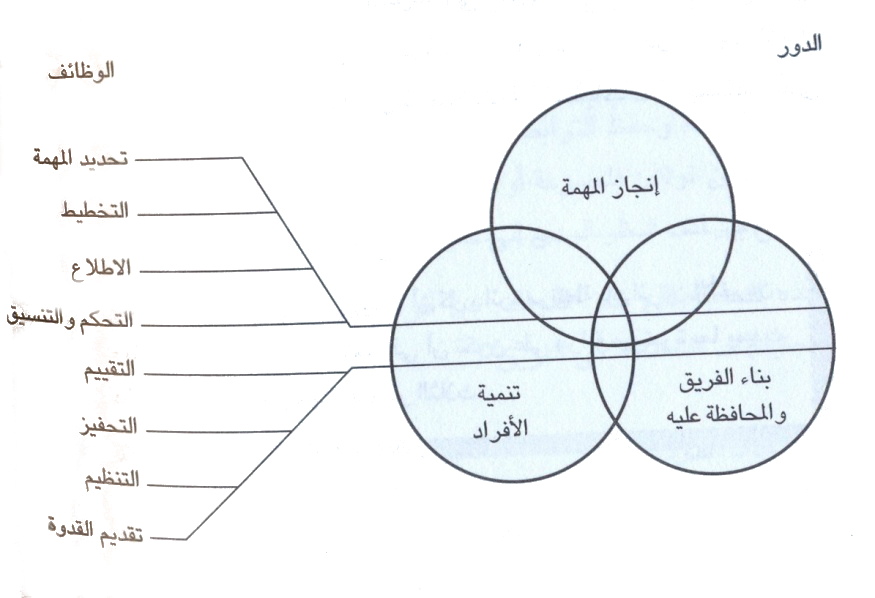 الدور
الوظائف
إنجاز المهمة
بناء الفريق
والمحافظة عليه
تنمية
الأفراد
تحديد المهمة
التخطيط
الاطلاع
التحكم والتنسيق
التقييم
التحفيز
التنظيم
تقديم القدوة